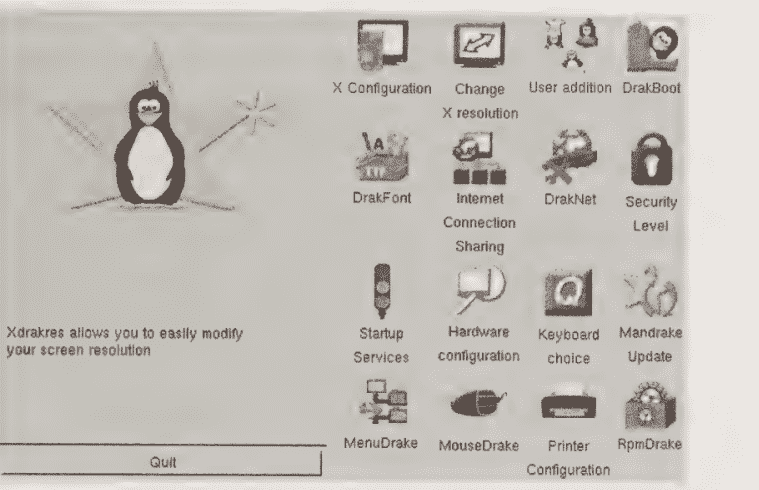 X Configuration
Change
X resolution
User addition
DrakBoot
DrakFont
Internet
Connection
Sharing
DrakNet
Security
Level
Startup
Services
Hardware
configuration
Keyboard
choice
Mandrake
Update
MenuDrake
MouseDrake
Printer
Configuration
RpmDrake
Xdrakres allows you to easily modify
your screen resolution
Quit